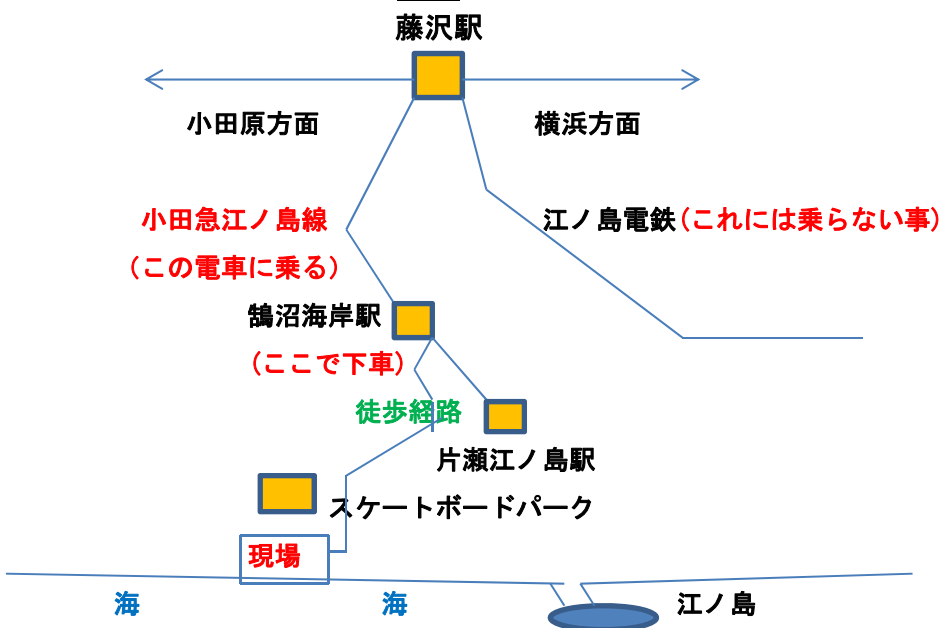 藤沢駅
小田原方面
横浜方面
小田急江ノ島線
(この電車に乗る)
江ノ島電鉄(これには乗らない事)
鵠沼海岸駅
(ここで下車)
徒歩経路
片瀬江ノ島駅
スケートボードパーク
現場
海
海
江ノ島